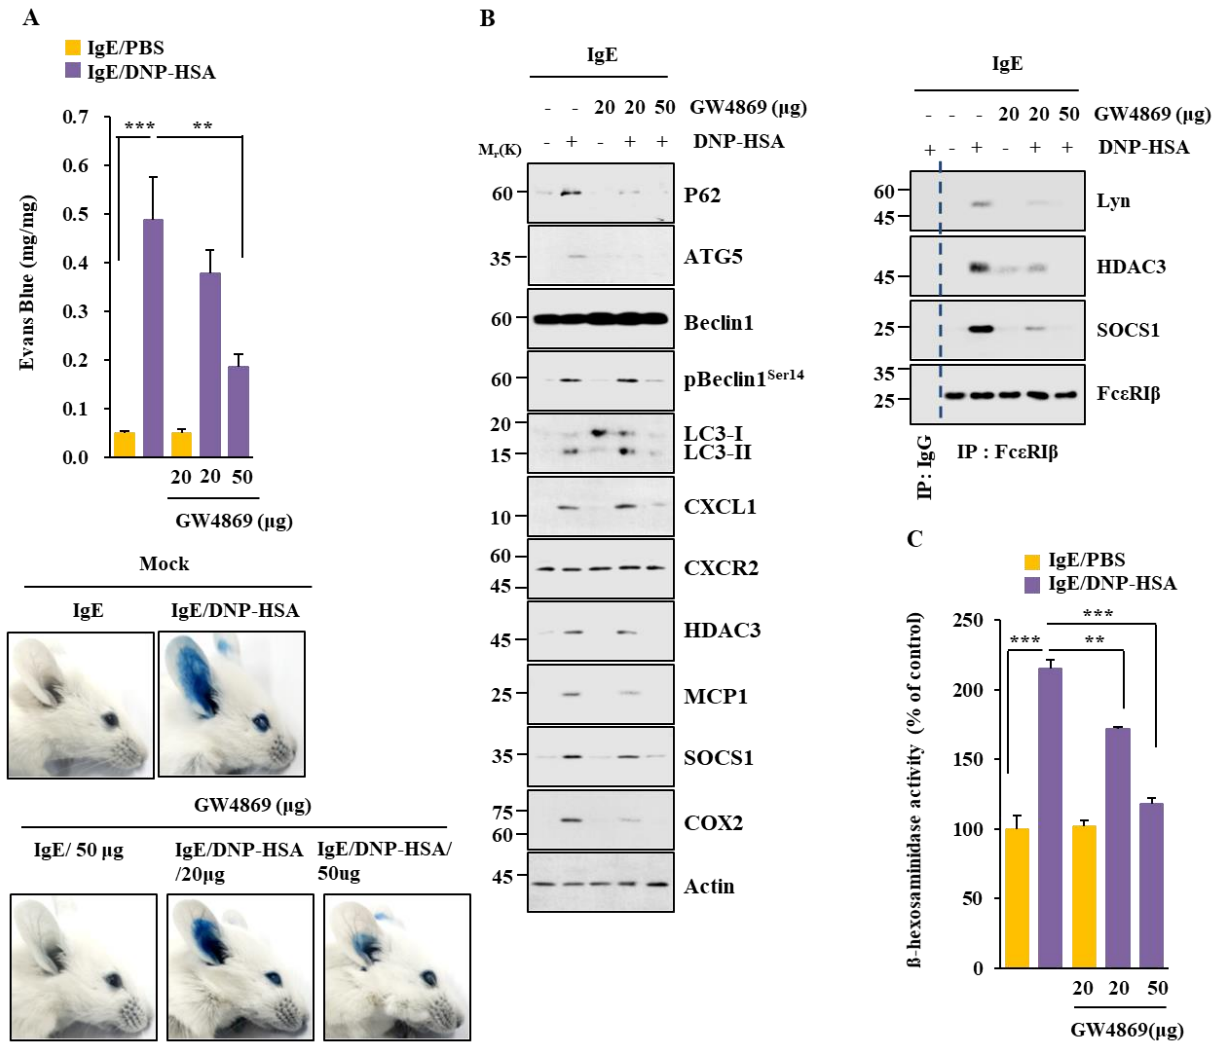 A
IgE/PBS
IgE/DNP-HSA
Evans Blue (mg/mg)
0.7
0.6
0.5
0.4
0.3
0.2
0.1
0.0
*** **
20 20 50
GW4869 (μg)
Mock
IgE IgE/DNP-HSA
GW4869 (μg)
IgE/ 50 μg IgE/DNP-HSA IgE/DNP-HSA/
/20μg 50ug
B
IgE
- - 20 20 50 GW4869 (μg)
Mr(K) - + - + + DNP-HSA
60 P62
35 ATG5
60 Beclin1
60 pBeclin1Ser14
20 LC3-I
15 LC3-II
10 CXCL1
60 CXCR2
45
45 HDAC3
25 MCP1
35 SOCS1
75 COX2
60
45 Actin
IgE
- - - 20 20 50 GW4869 (μg)
+ - + - + + DNP-HSA
60 Lyn
45
45 HDAC3
25 SOCS1
35 FcεRIβ
25
IP : IgG
IP : FcεRIβ
C
IgE/PBS
IgE/DNP-HSA
ß-hexosaminidase activity (% of control)
250
200
150
100
50
0
***
*** **
20 20 50
GW4869(μg)